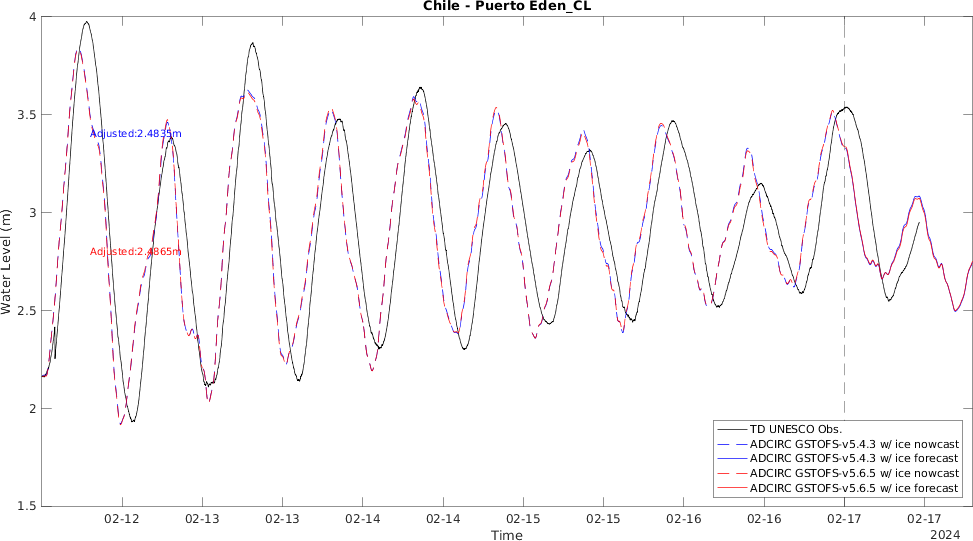 Chile - Puerto Eden_CL
4
3.5
3
2.5
2
1.5
Water Level (m)
Adjusted:2.4835m
Adjusted:2.4865m
TD UNESCO Obs.
ADCIRC GSTOFS-v5.4.3 w/ ice nowcast
ADCIRC GSTOFS-v5.4.3 w/ ice forecast
ADCIRC GSTOFS-v5.6.5 w/ ice nowcast
ADCIRC GSTOFS-v5.6.5 w/ ice forecast
02-12 02-13 02-13 02-14 02-14 02-15 02-15 02-16 02-16 02-17 02-17
Time
2024